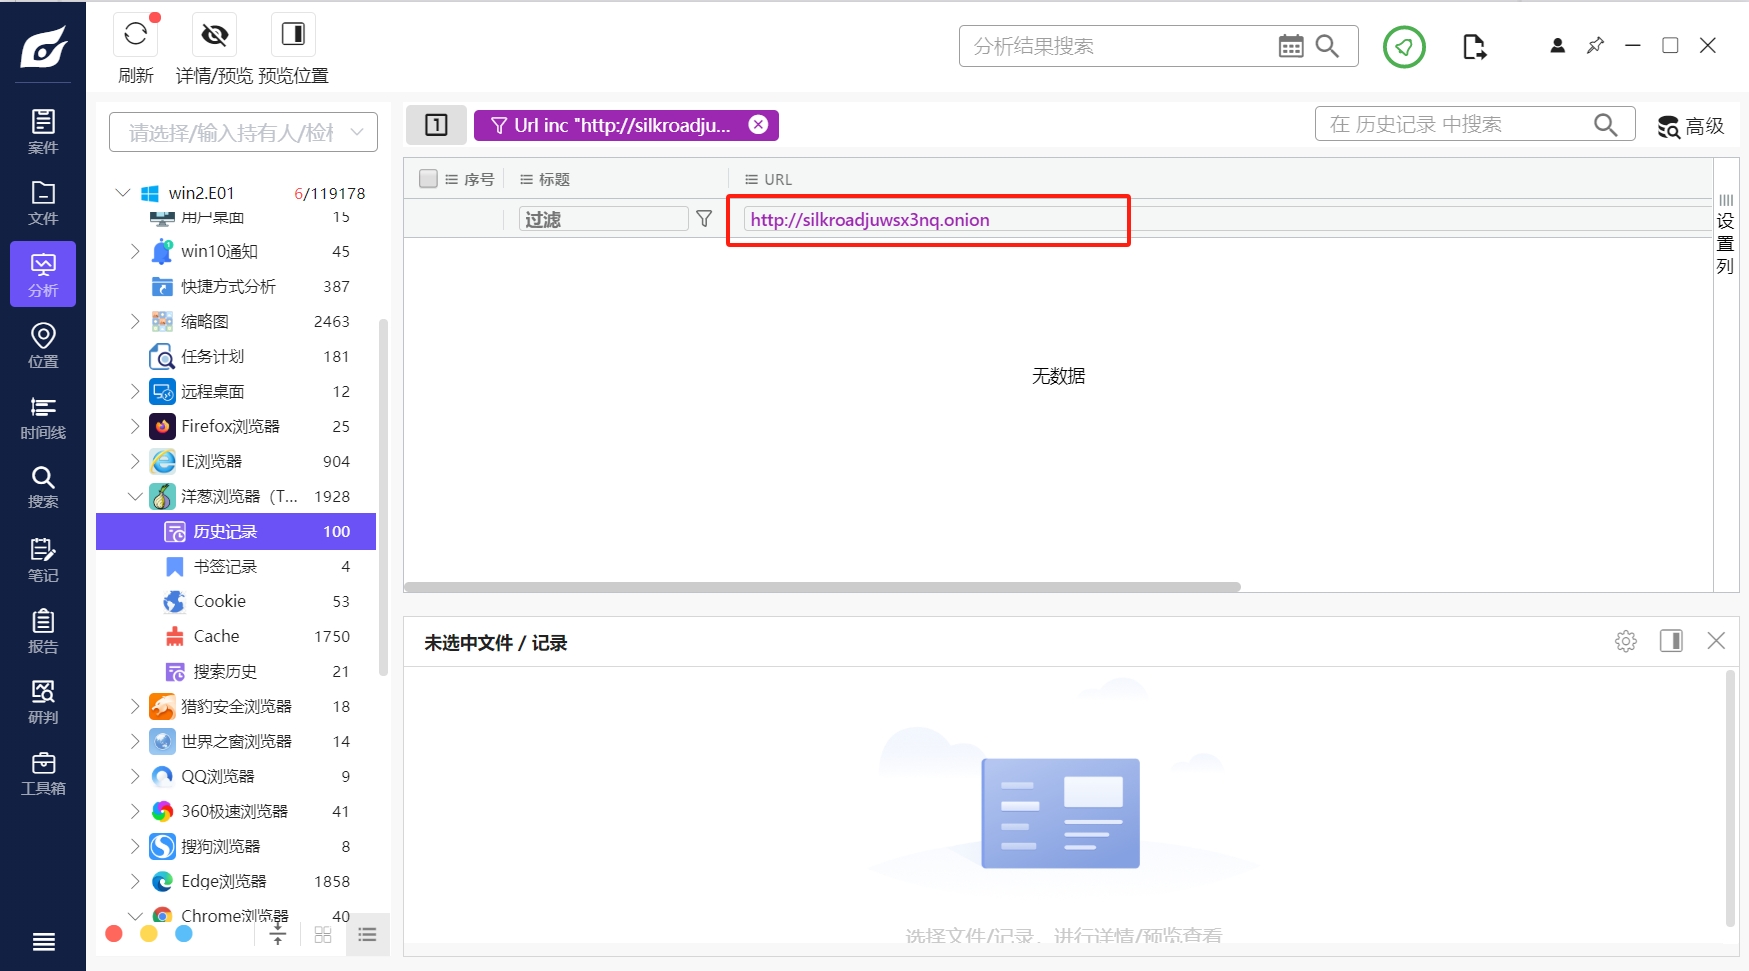 刷新
详情/预览
预览位置
分析结果搜索
案件
文件
分析
位置
时间线
搜索
笔记
报告
研判
工具箱
请选择/输入持有人/检
win2.E01 6/119178
用户桌面 15
win10通知 45
快捷方式分析 387
缩略图 2463
任务计划 181
远程桌面 12
Firefox浏览器 25
IE浏览器 904
洋葱浏览器（T... 1928
历史记录 100
书签记录 4
Cookie 53
Cache 1750
搜索历史 21
猎豹安全浏览器 18
世界之窗浏览器 14
QQ浏览器 9
360极速浏览器 41
搜狗浏览器 8
Edge浏览器 1858
Chrome浏览器 40
1
Url inc "http://silkroadju...
在 历史记录 中搜索
高级
序号 标题 URL
过滤 http://silkroadjuwsx3nq.onion
设置列
无数据
未选中文件 / 记录
选择文件/记录，进行详情/预览查看